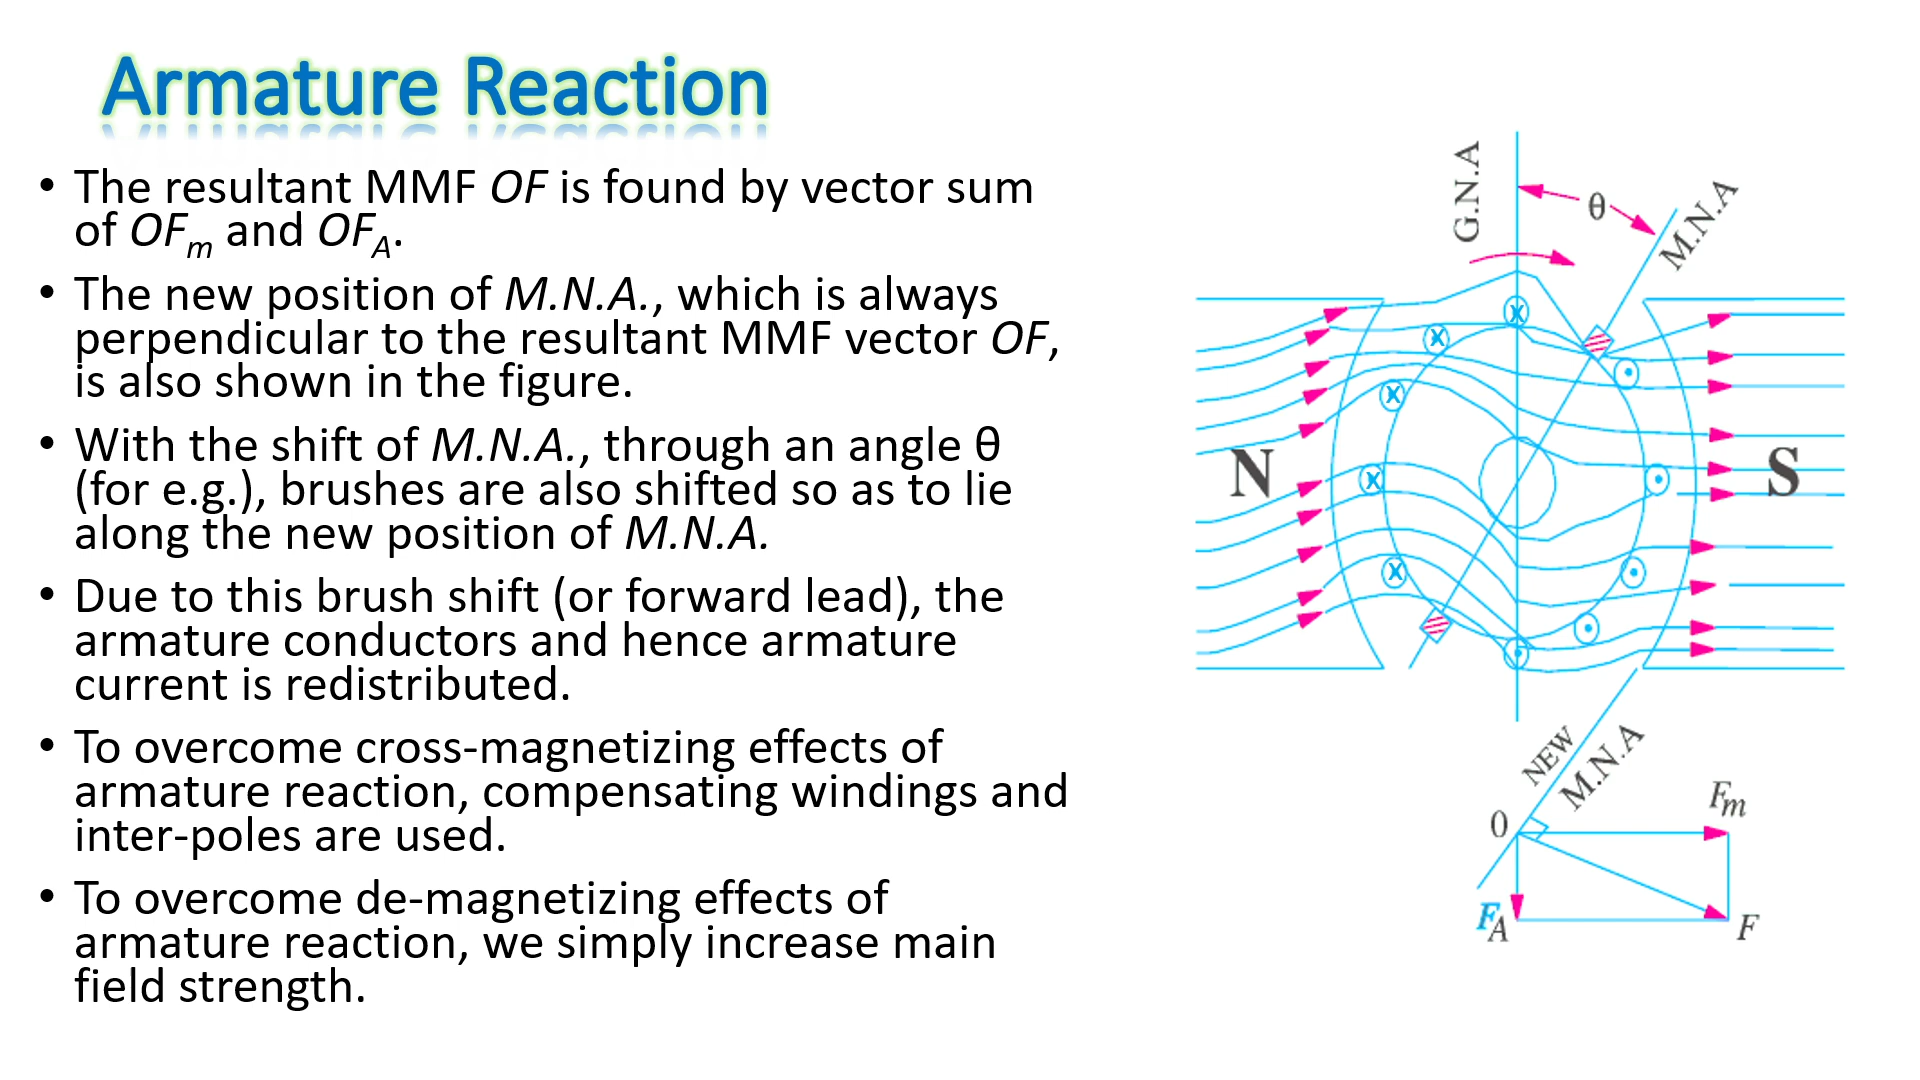 Armature Reaction
• The resultant MMF OF is found by vector sum
of OFm and OFA.
• The new position of M.N.A., which is always
perpendicular to the resultant MMF vector OF,
is also shown in the figure.
• With the shift of M.N.A., through an angle θ
(for e.g.), brushes are also shifted so as to lie
along the new position of M.N.A.
• Due to this brush shift (or forward lead), the
armature conductors and hence armature
current is redistributed.
• To overcome cross-magnetizing effects of
armature reaction, compensating windings and
inter-poles are used.
• To overcome de-magnetizing effects of
armature reaction, we simply increase main
field strength.
G.N.A
θ
M.N.A
X
X
X
X
X
N
S
NEW
M.N.A
0
Fm
FA
F